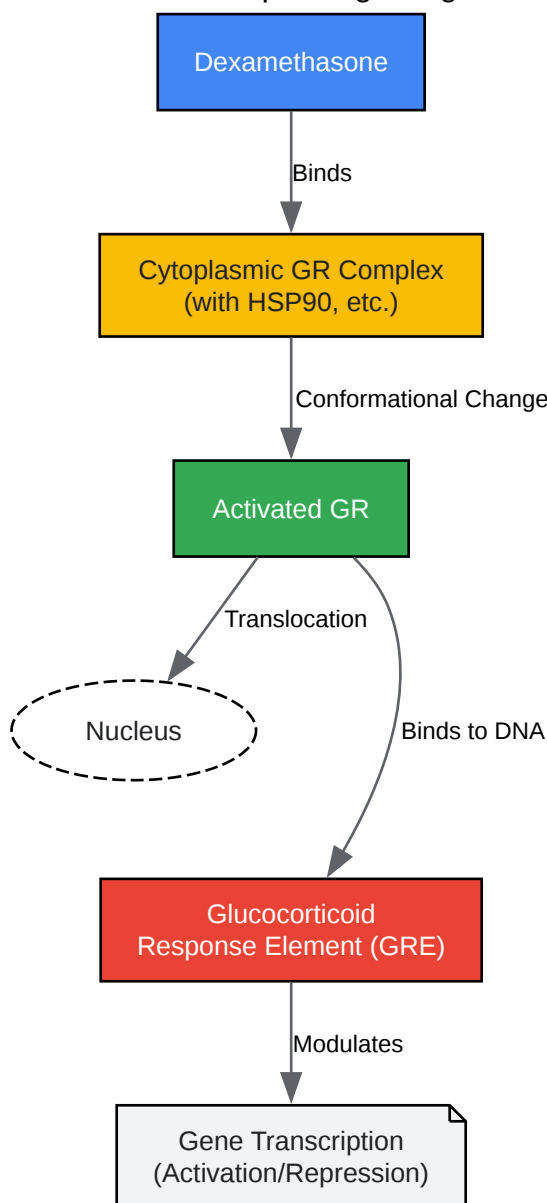 Dexamethasone
Binds
Cytoplasmic GR Complex
(with HSP90, etc.)
Conformational Change
Activated GR
Translocation
Nucleus
Binds to DNA
Glucocorticoid
Response Element (GRE)
Modulates
Gene Transcription
(Activation/Repression)